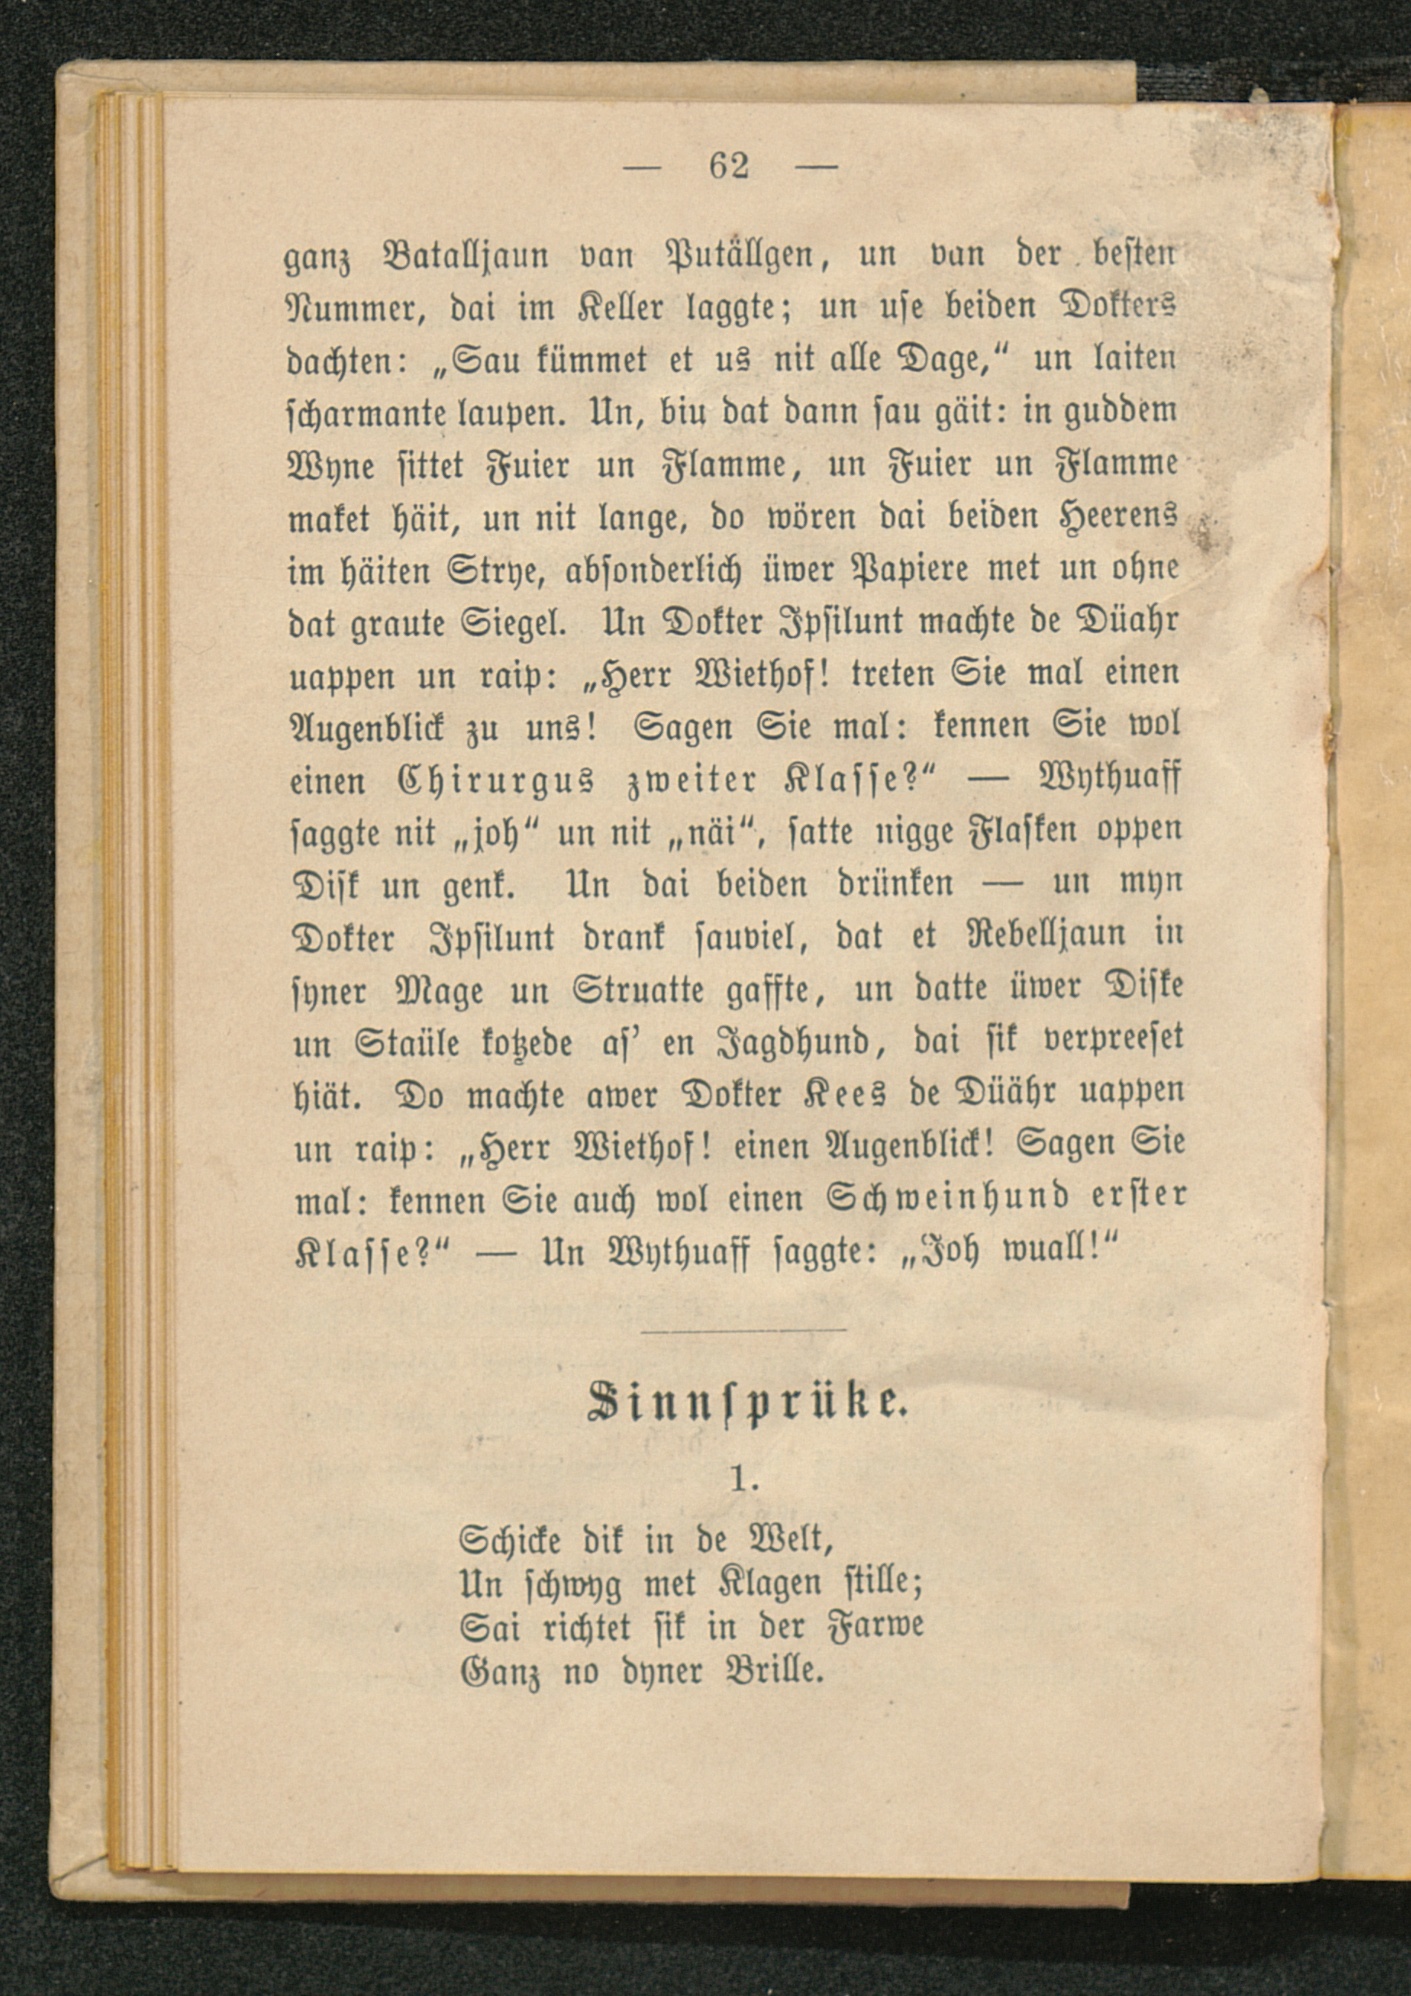 — 62 —
ganz Batalljaun van Putällgen, un van der besten
Nummer, dai im Keller laggte; un use beiden Dokters
dachten: „Sau kümmet et us nit alle Dage,“ un laiten
scharmante laupen. Un, biu dat dann sau gäit: in guddem
Wyne sittet Fuier un Flamme, un Fuier un Flamme
maket häit, un nit lange, do wören dai beiden Heerens
im häiten Strye, absonderlich üwer Papiere met un ohne
dat graute Siegel. Un Dokter Ipsilunt machte de Düahr
uappen un raip: „Herr Wiethof! treten Sie mal einen
Augenblick zu uns! Sagen Sie mal: kennen Sie wol
einen Chirurgus zweiter Klasse?“ — Wythuaff
saggte nit „joh“ un nit „näi“, satte nigge Flasken oppen
Disk un genk. Un dai beiden drünken — un myn
Dokter Ipsilunt drank sauviel, dat et Rebelljaun in
syner Mage un Struatte gaffte, un datte üwer Diske
un Staüle kotzede as’ en Jagdhund, dai sik verpreeset
hiät. Do machte awer Dokter Kees de Düähr uappen
un raip: „Herr Wiethof! einen Augenblick! Sagen Sie
mal: kennen Sie auch wol einen Schweinhund erster
Klasse?“ — Un Wythuaff saggte: „Joh wuall!“
Sinnsprüke.
1.
Schicke dik in de Welt,
Un schwyg met Klagen stille;
Sai richtet sik in der Farwe
Ganz no dyner Brille.